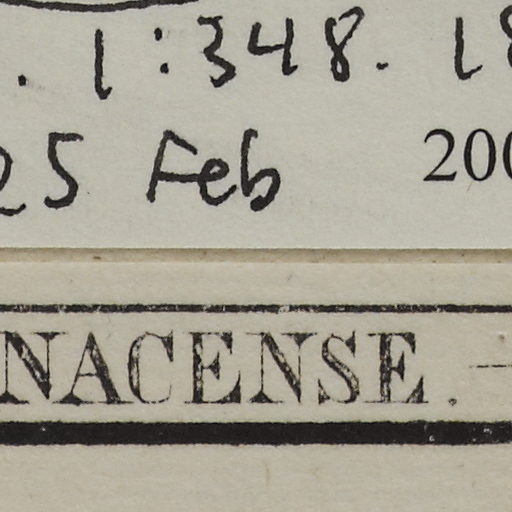 . 1:348. 18
25 Feb 200
NACENSE.